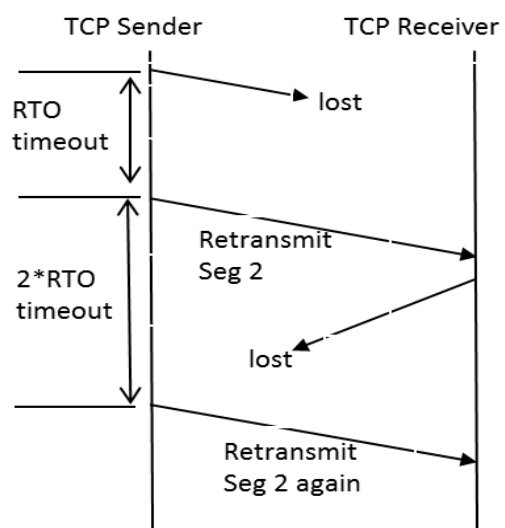 TCP Sender
TCP Receiver
RTO
timeout
lost
Retransmit
Seg 2
2*RTO
timeout
lost
Retransmit
Seg 2 again